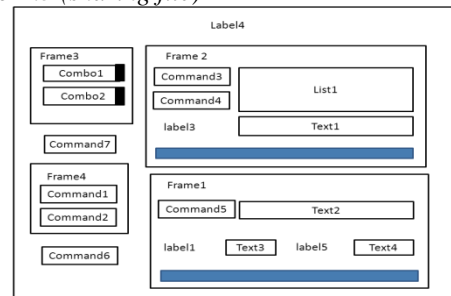 Label4
Frame3
Combo1
Combo2
Command7
Frame4
Command1
Command2
Command6
Frame 2
Command3
Command4
List1
label3
Text1
Frame1
Command5
Text2
label1
Text3
label5
Text4